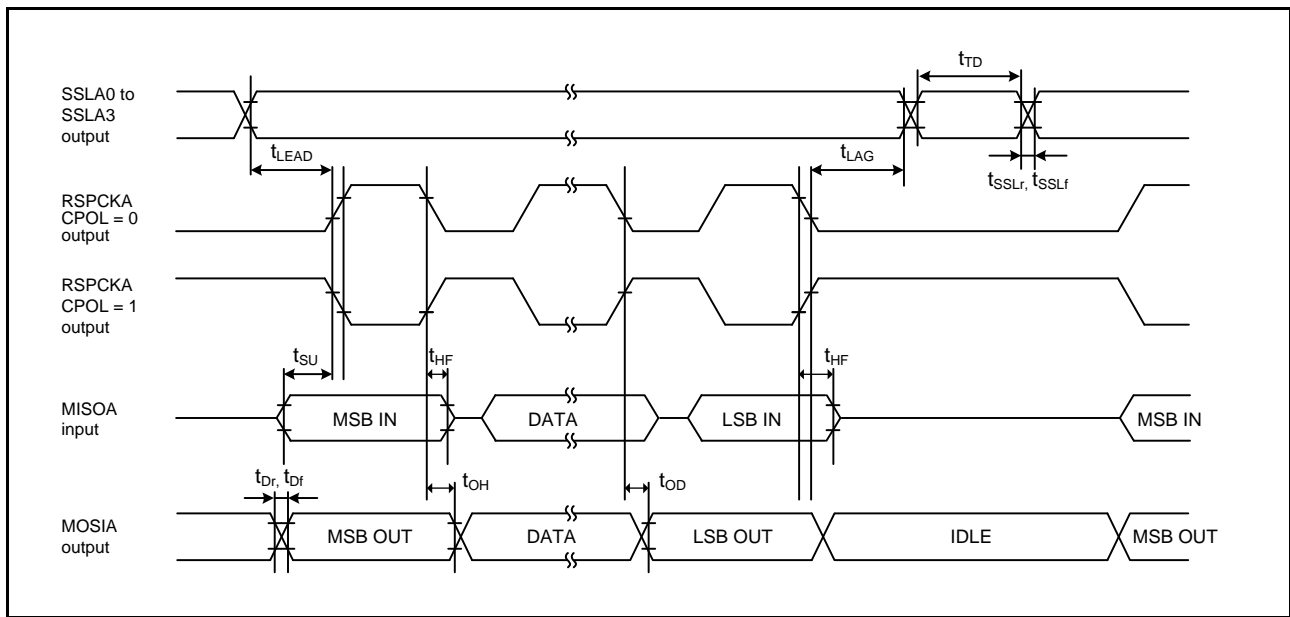 tTD
SSLA0 to
SSLA3
output
tLEAD
tLAG
tSSLr, tSSLf
RSPCKA
CPOL = 0
output
RSPCKA
CPOL = 1
output
tSU
tHF
tHF
MISOA
input
MSB IN
DATA
LSB IN
MSB IN
tDr, tDf
tOH
tOD
MOSIA
output
MSB OUT
DATA
LSB OUT
IDLE
MSB OUT